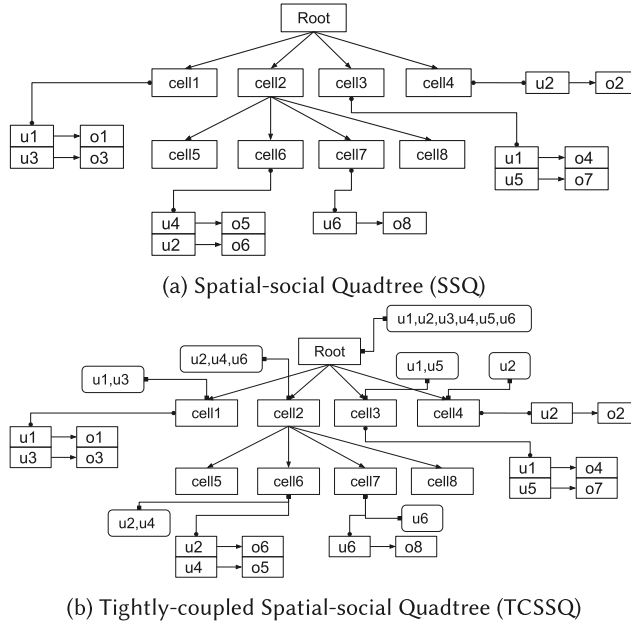 Root
cell1 cell2 cell3 cell4 u2 o2
u1 o1
u3 o3
cell5 cell6 cell7 cell8
u1 o4
u5 o7
u4 o5
u2 o6
u6 o8
(a) Spatial-social Quadtree (SSQ)
u1,u2,u3,u4,u5,u6
Root
u2,u4,u6
u1,u5
u2
u1,u3
cell1 cell2 cell3 cell4 u2 o2
u1 o1
u3 o3
cell5 cell6 cell7 cell8
u1 o4
u5 o7
u2,u4
u6
u2 o6
u4 o5
u6 o8
(b) Tightly-coupled Spatial-social Quadtree (TCSSQ)